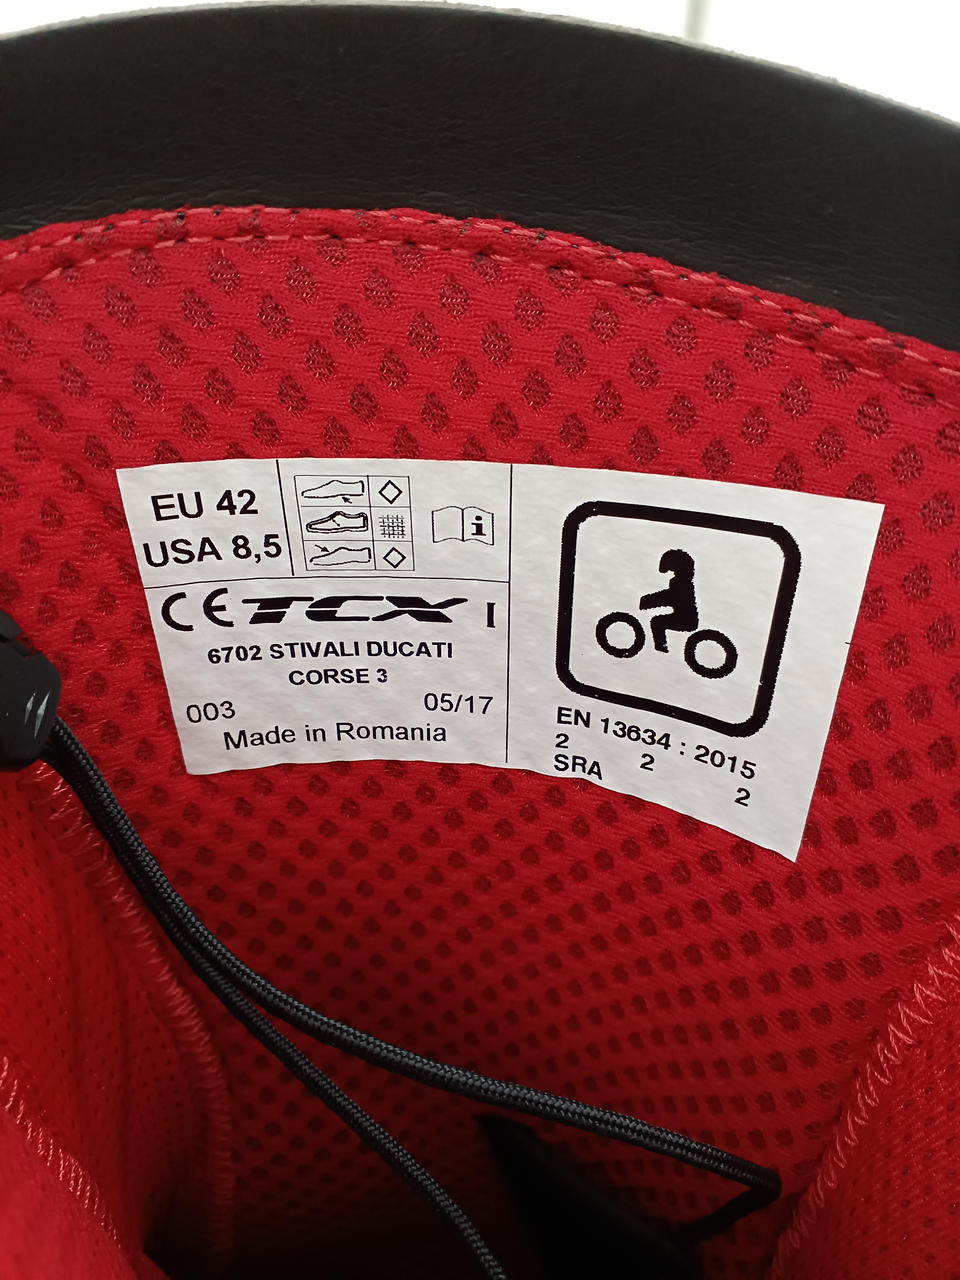 EU 42
USA 8,5
i
CE TCX I
6702 STIVALI DUCATI
CORSE 3
003 05/17
Made in Romania
EN 13634 : 2015
2 2 2
SRA